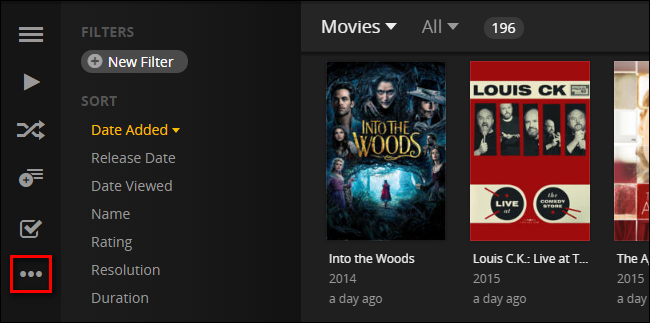 FILTERS
New Filter
SORT
Date Added
Release Date
Date Viewed
Name
Rating
Resolution
Duration
Movies All 196
INTO THE
WOODS
Into the Woods
2014
a day ago
LOUIS CK
LIVE
at
the
COMEDY
STORE
Louis C.K.: Live at T...
2015
a day ago
The A
2015
a day